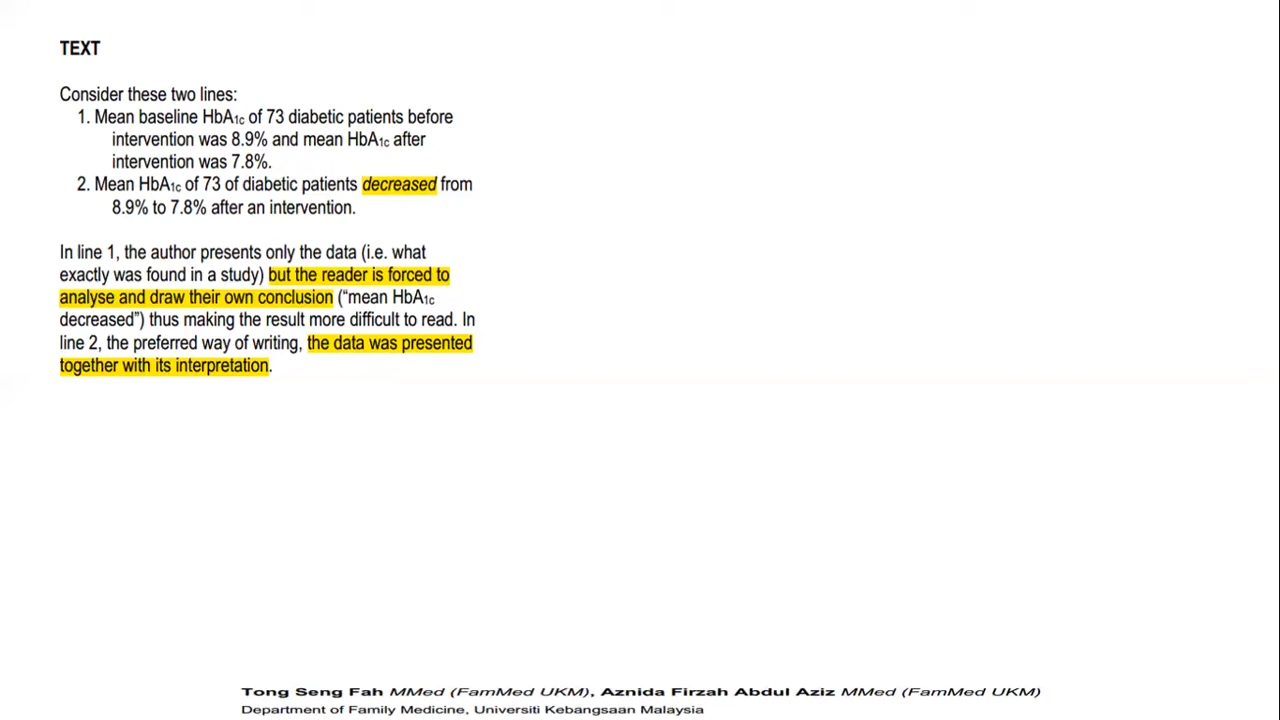 TEXT
Consider these two lines:
1. Mean baseline HbA1c of 73 diabetic patients before
intervention was 8.9% and mean HbA1c after
intervention was 7.8%.
2. Mean HbA1c of 73 of diabetic patients decreased from
8.9% to 7.8% after an intervention.
In line 1, the author presents only the data (i.e. what
exactly was found in a study) but the reader is forced to
analyse and draw their own conclusion (“mean HbA1c
decreased”) thus making the result more difficult to read. In
line 2, the preferred way of writing, the data was presented
together with its interpretation.
Tong Seng Fah MMed (FamMed UKM), Aznida Firzah Abdul Aziz MMed (FamMed UKM)
Department of Family Medicine, Universiti Kebangsaan Malaysia